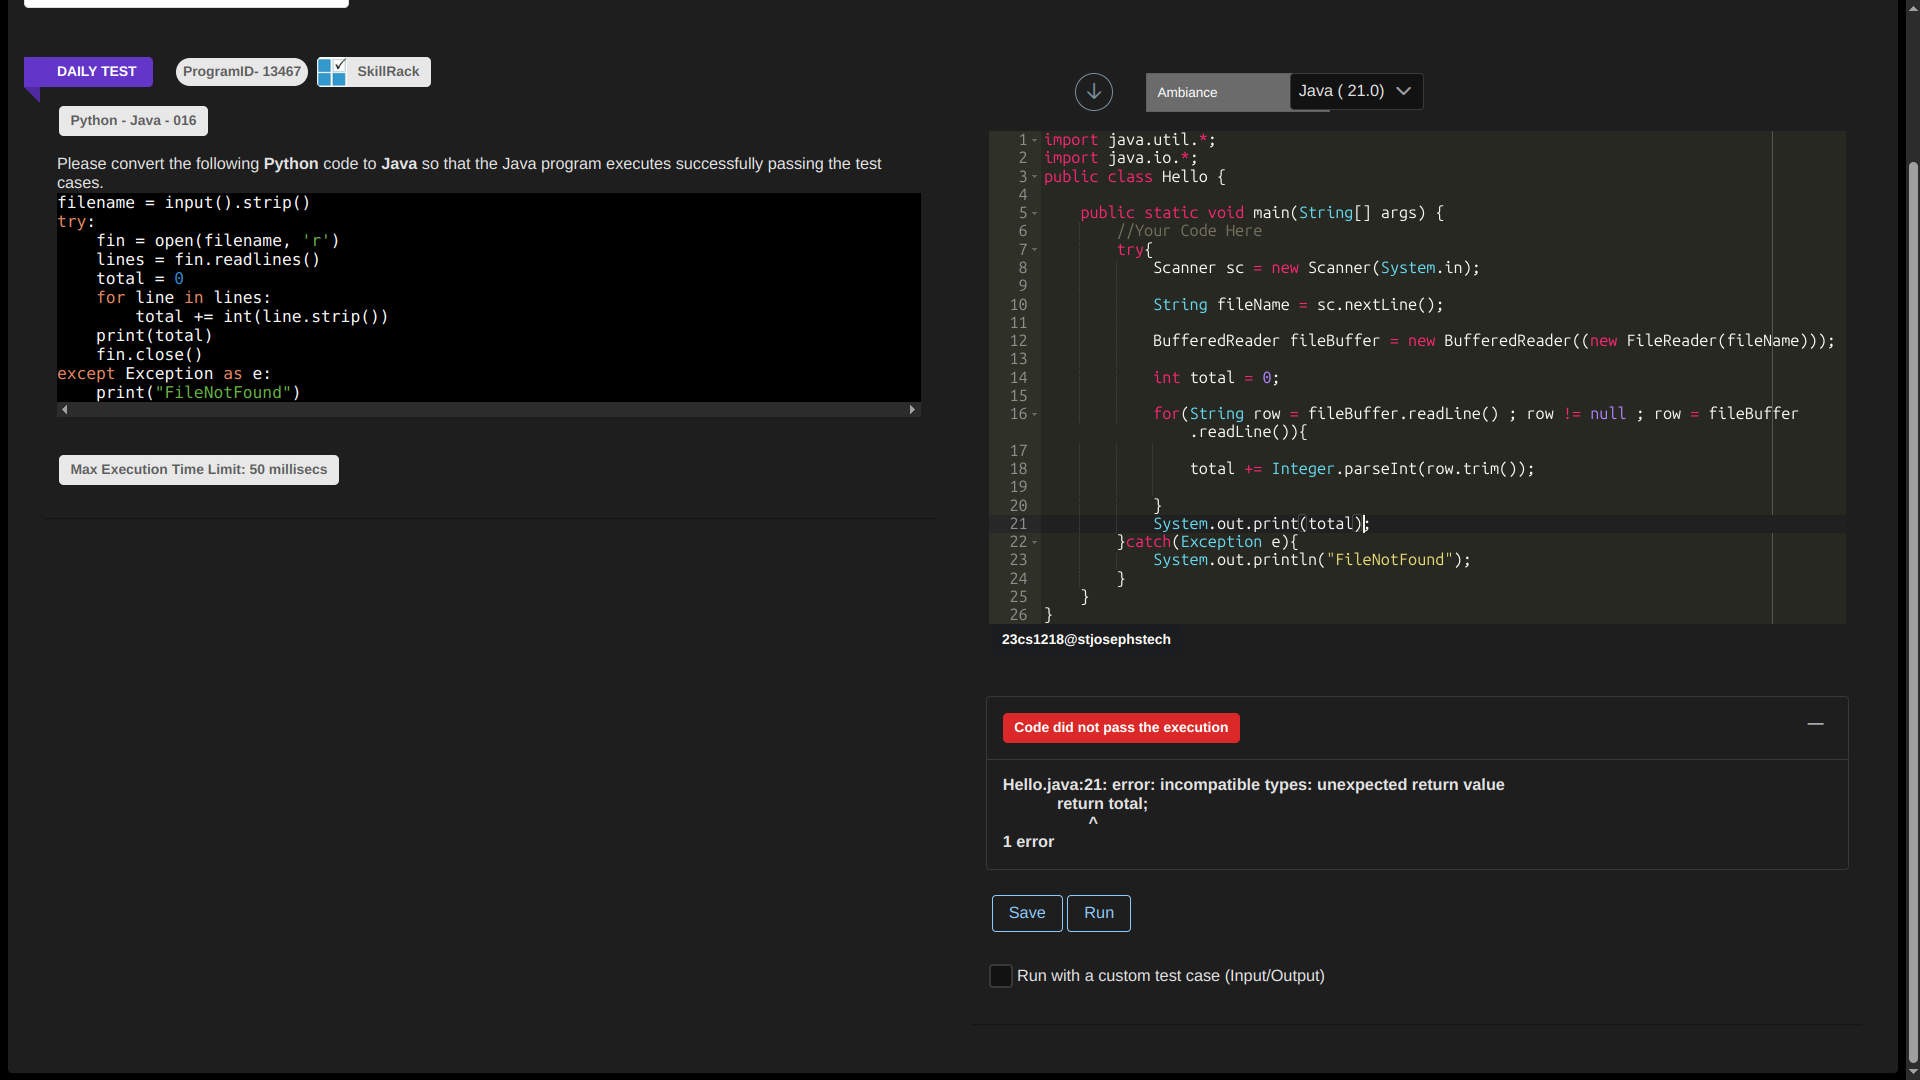 DAILY TEST
ProgramID- 13467
SkillRack
Python - Java - 016
Please convert the following Python code to Java so that the Java program executes successfully passing the test
cases.
filename = input().strip()
try:
    fin = open(filename, 'r')
    lines = fin.readlines()
    total = 0
    for line in lines:
        total += int(line.strip())
    print(total)
    fin.close()
except Exception as e:
    print("FileNotFound")
Max Execution Time Limit: 50 millisecs
Ambiance
Java ( 21.0)
1 import java.util.*;
2 import java.io.*;
3 public class Hello {
4
5     public static void main(String[] args) {
6         //Your Code Here
7         try{
8             Scanner sc = new Scanner(System.in);
9
10             String fileName = sc.nextLine();
11
12             BufferedReader fileBuffer = new BufferedReader((new FileReader(fileName)));
13
14             int total = 0;
15
16             for(String row = fileBuffer.readLine() ; row != null ; row = fileBuffer
                .readLine()){
17
18                 total += Integer.parseInt(row.trim());
19
20             }
21             System.out.print(total);
22         }catch(Exception e){
23             System.out.println("FileNotFound");
24         }
25     }
26 }
23cs1218@stjosephstech
Code did not pass the execution
Hello.java:21: error: incompatible types: unexpected return value
            return total;
                   ^
1 error
Save
Run
Run with a custom test case (Input/Output)